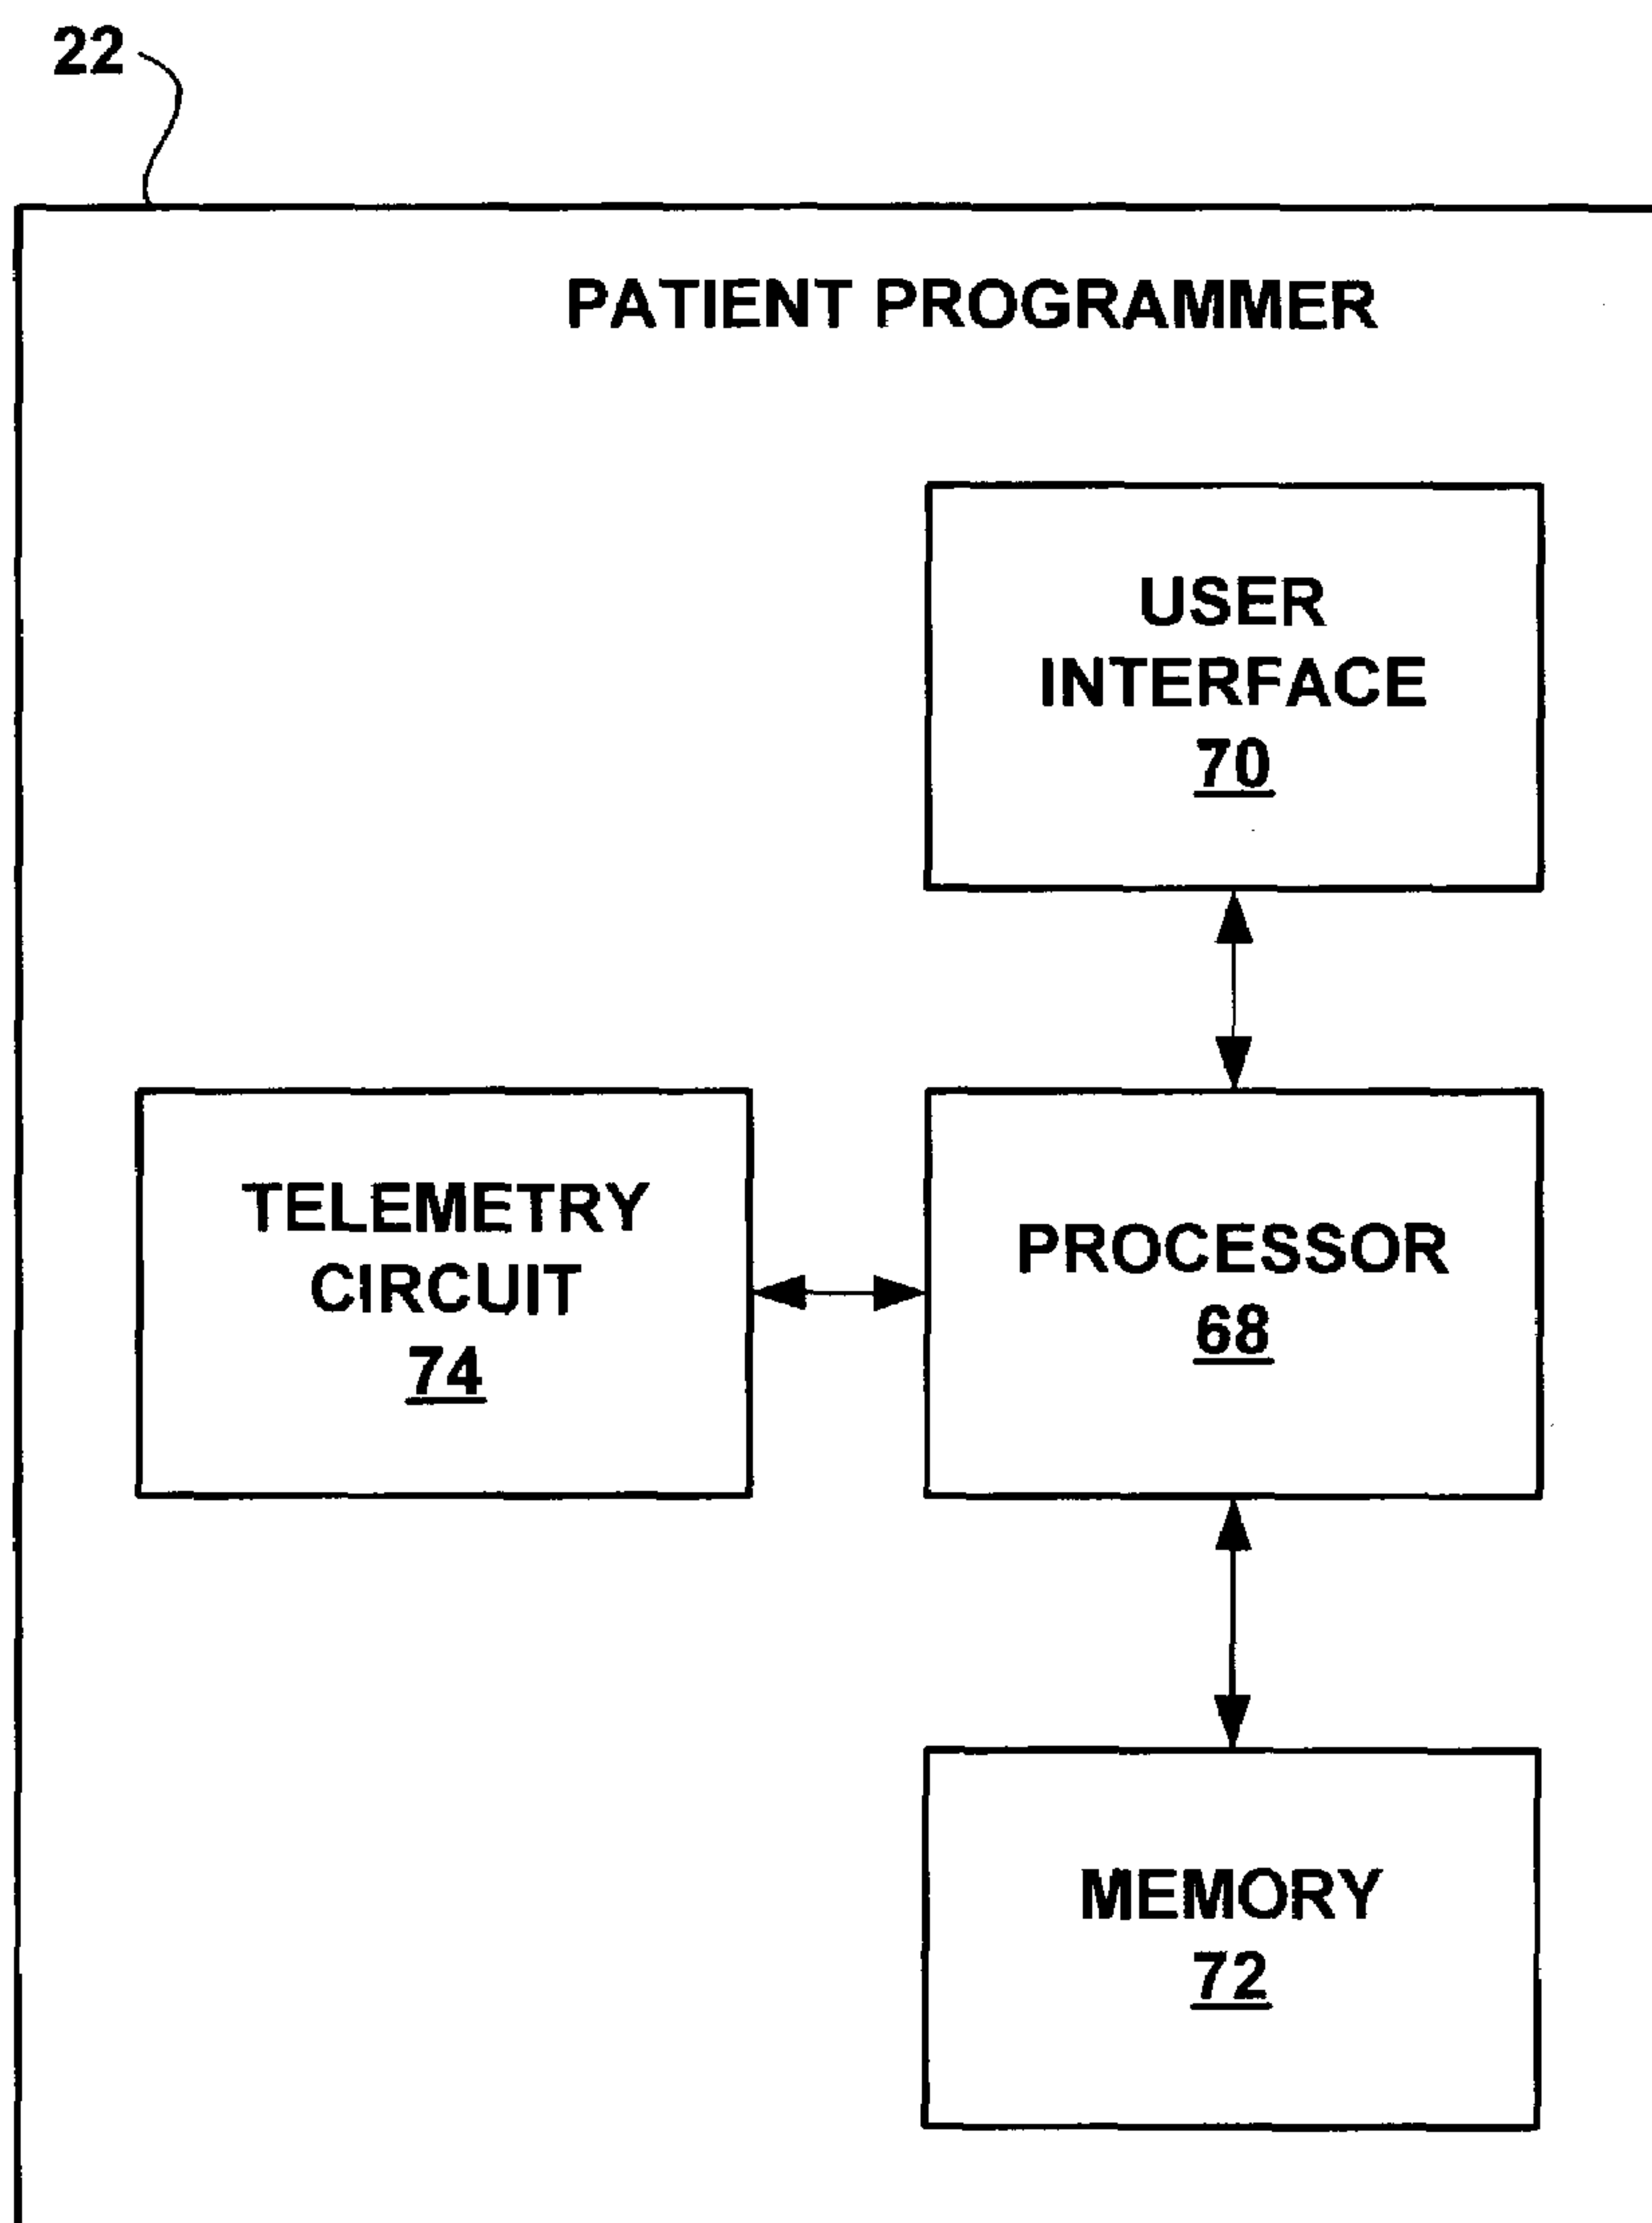 22
PATIENT PROGRAMMER
USER
INTERFACE
70
TELEMETRY
CIRCUIT
74
PROCESSOR
68
MEMORY
72